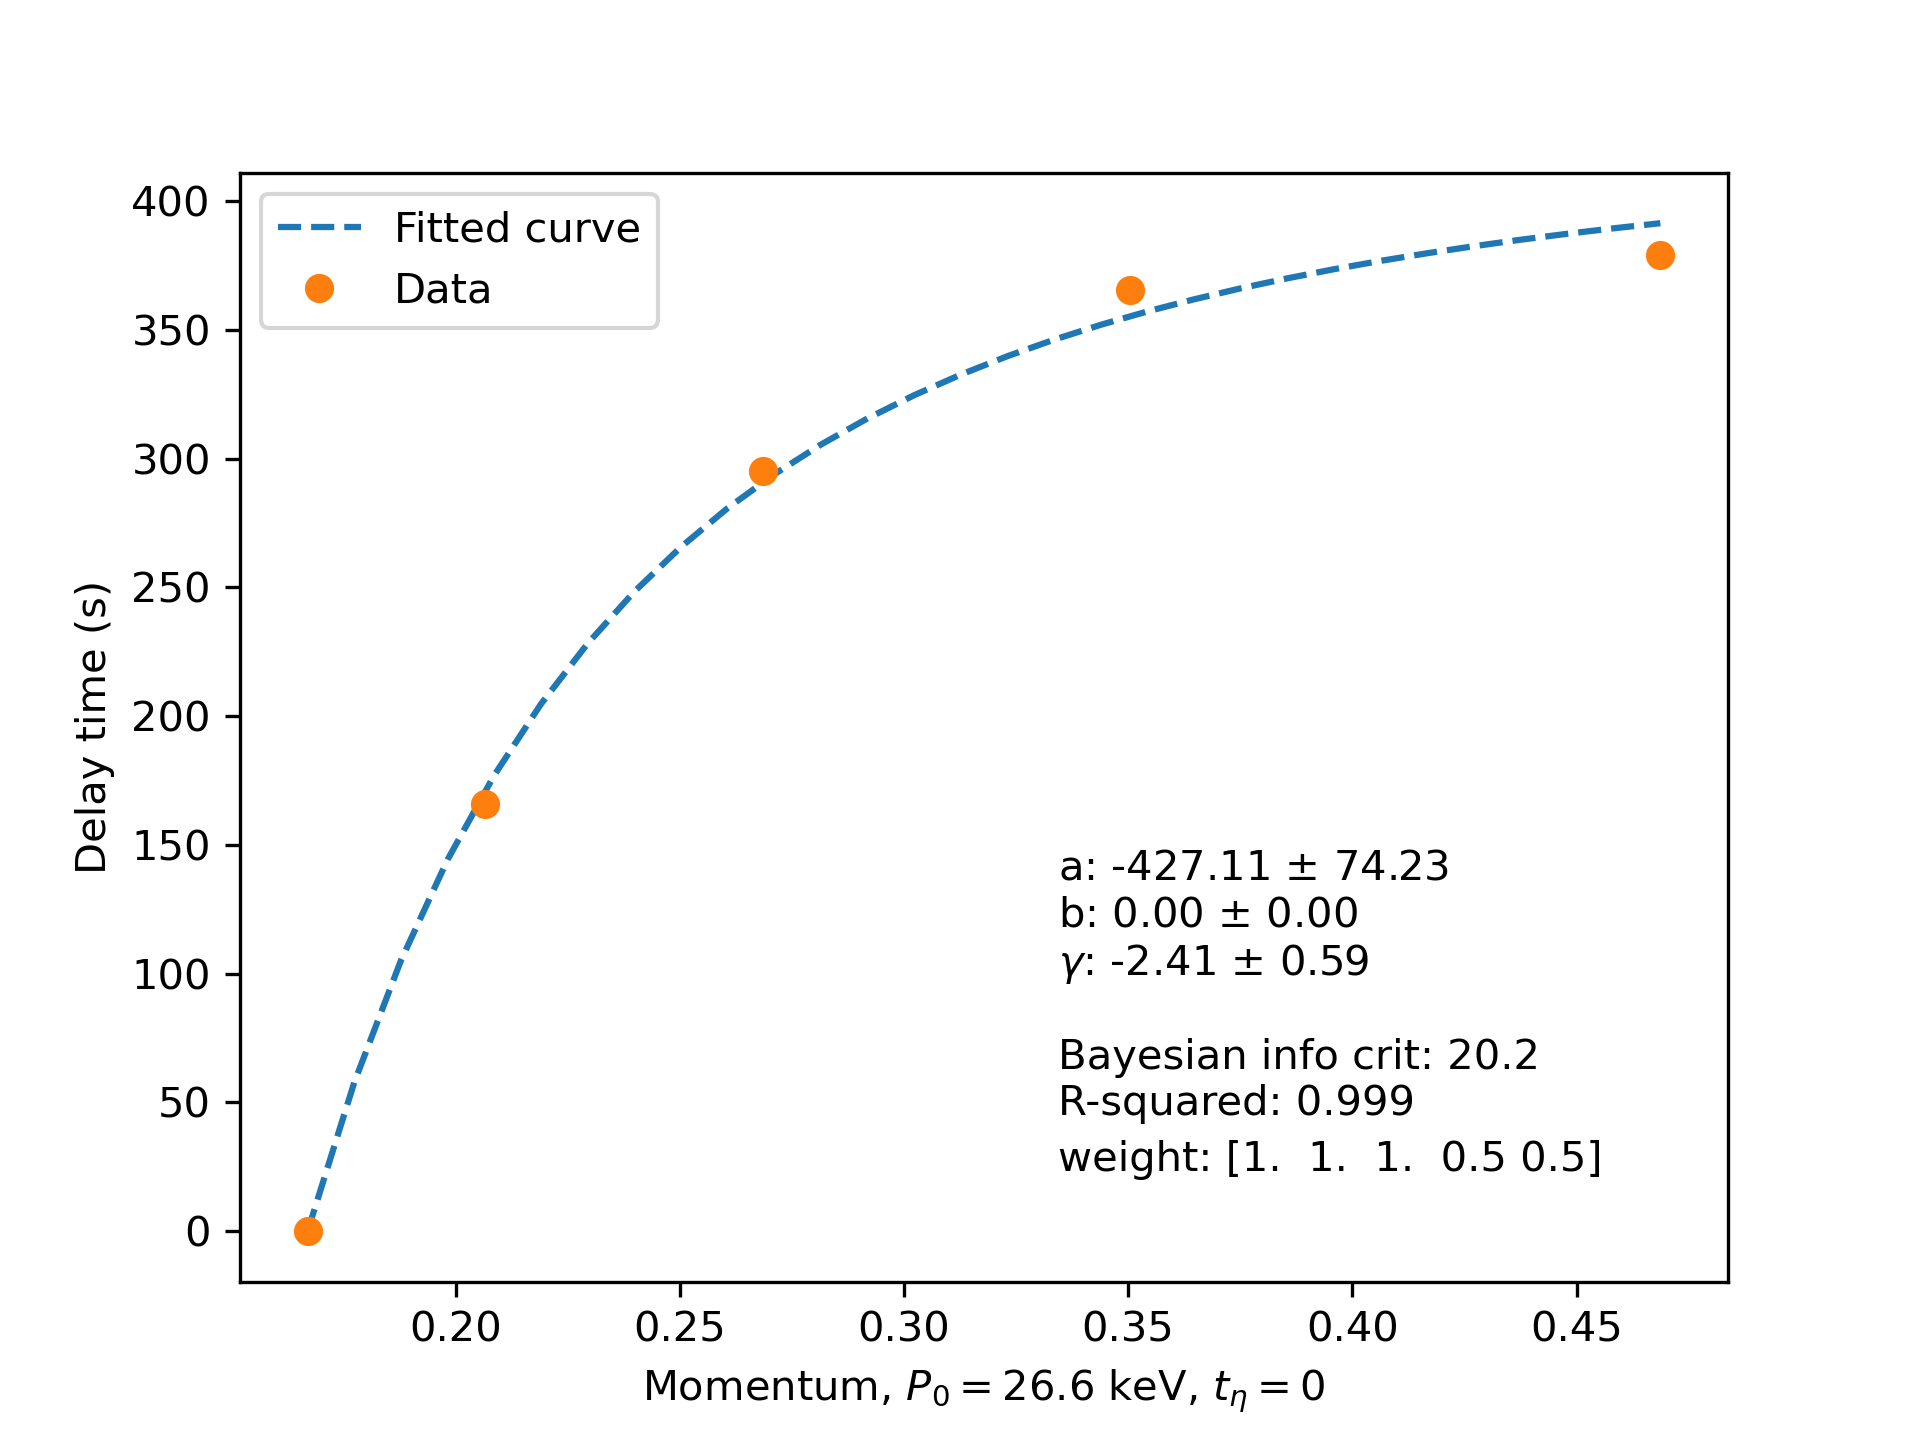 400
350
300
250
200
150
100
50
0
Delay time (s)
Fitted curve
Data
a: -427.11 ± 74.23
b: 0.00 ± 0.00
γ: -2.41 ± 0.59
Bayesian info crit: 20.2
R-squared: 0.999
weight: [1.  1.  1.  0.5 0.5]
0.20 0.25 0.30 0.35 0.40 0.45
Momentum, P₀ = 26.6 keV, t_η = 0